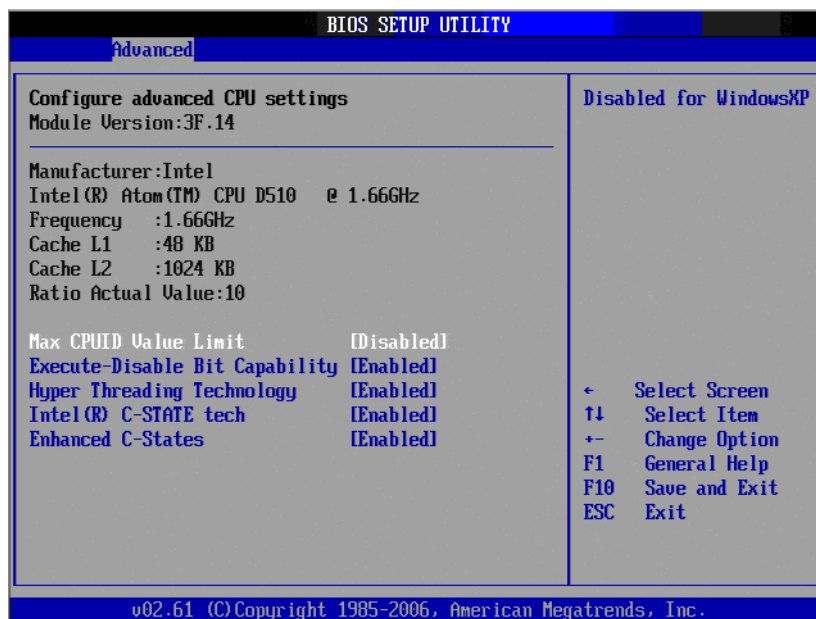 BIOS SETUP UTILITY
Advanced
Configure advanced CPU settings
Module Version:3F.14
Manufacturer:Intel
Intel(R) Atom(TM) CPU D510 @ 1.66GHz
Frequency :1.66GHz
Cache L1 :48 KB
Cache L2 :1024 KB
Ratio Actual Value:10
Max CPUID Value Limit [Disabled]
Execute-Disable Bit Capability [Enabled]
Hyper Threading Technology [Enabled]
Intel(R) C-STATE tech [Enabled]
Enhanced C-States [Enabled]
Disabled for WindowsXP
← Select Screen
↑↓ Select Item
+- Change Option
F1 General Help
F10 Save and Exit
ESC Exit
v02.61 (C)Copyright 1985-2006, American Megatrends, Inc.